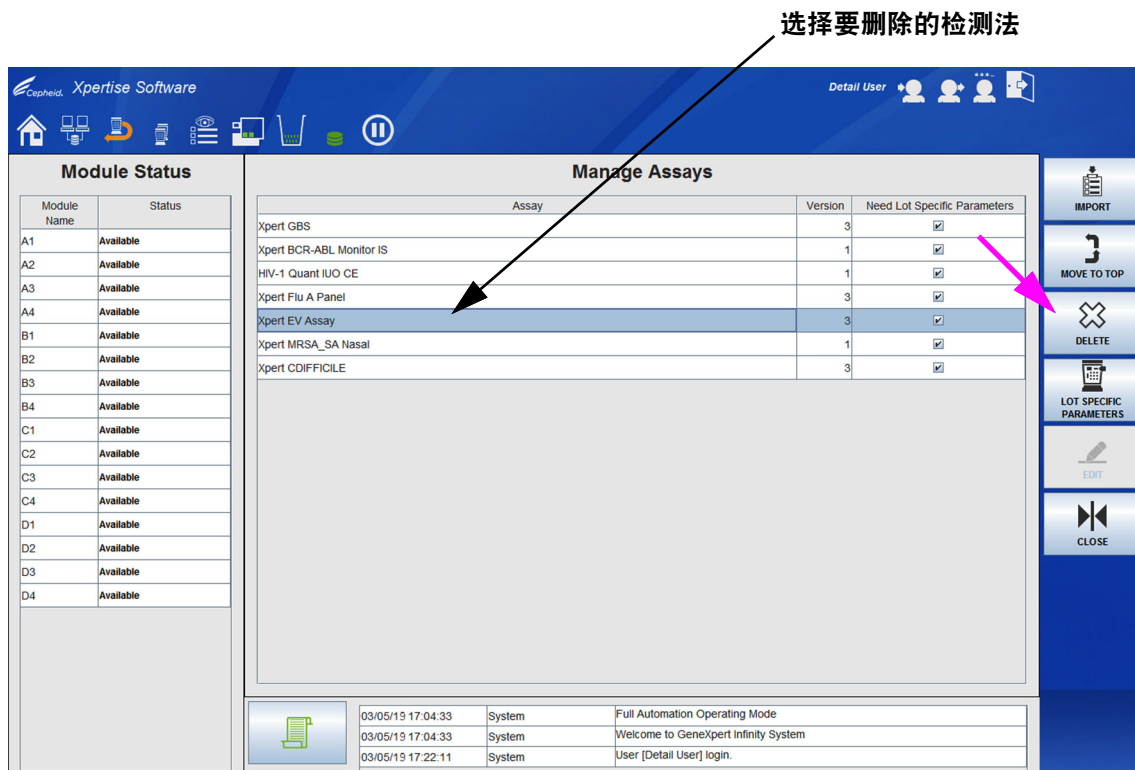 选择要删除的检测法
Cepheid. Xpertise Software
Detail User
Module Status
Module Name Status
A1 Available
A2 Available
A3 Available
A4 Available
B1 Available
B2 Available
B3 Available
B4 Available
C1 Available
C2 Available
C3 Available
C4 Available
D1 Available
D2 Available
D3 Available
D4 Available
Manage Assays
Assay Version Need Lot Specific Parameters
Xpert GBS 3
Xpert BCR-ABL Monitor IS 1
HIV-1 Quant IUO CE 1
Xpert Flu A Panel 3
Xpert EV Assay 3
Xpert MRSA_SA Nasal 1
Xpert CDIFFICILE 3
03/05/19 17:04:33 System Full Automation Operating Mode
03/05/19 17:04:33 System Welcome to GeneXpert Infinity System
03/05/19 17:22:11 System User [Detail User] login.
IMPORT
MOVE TO TOP
DELETE
LOT SPECIFIC
PARAMETERS
EDIT
CLOSE